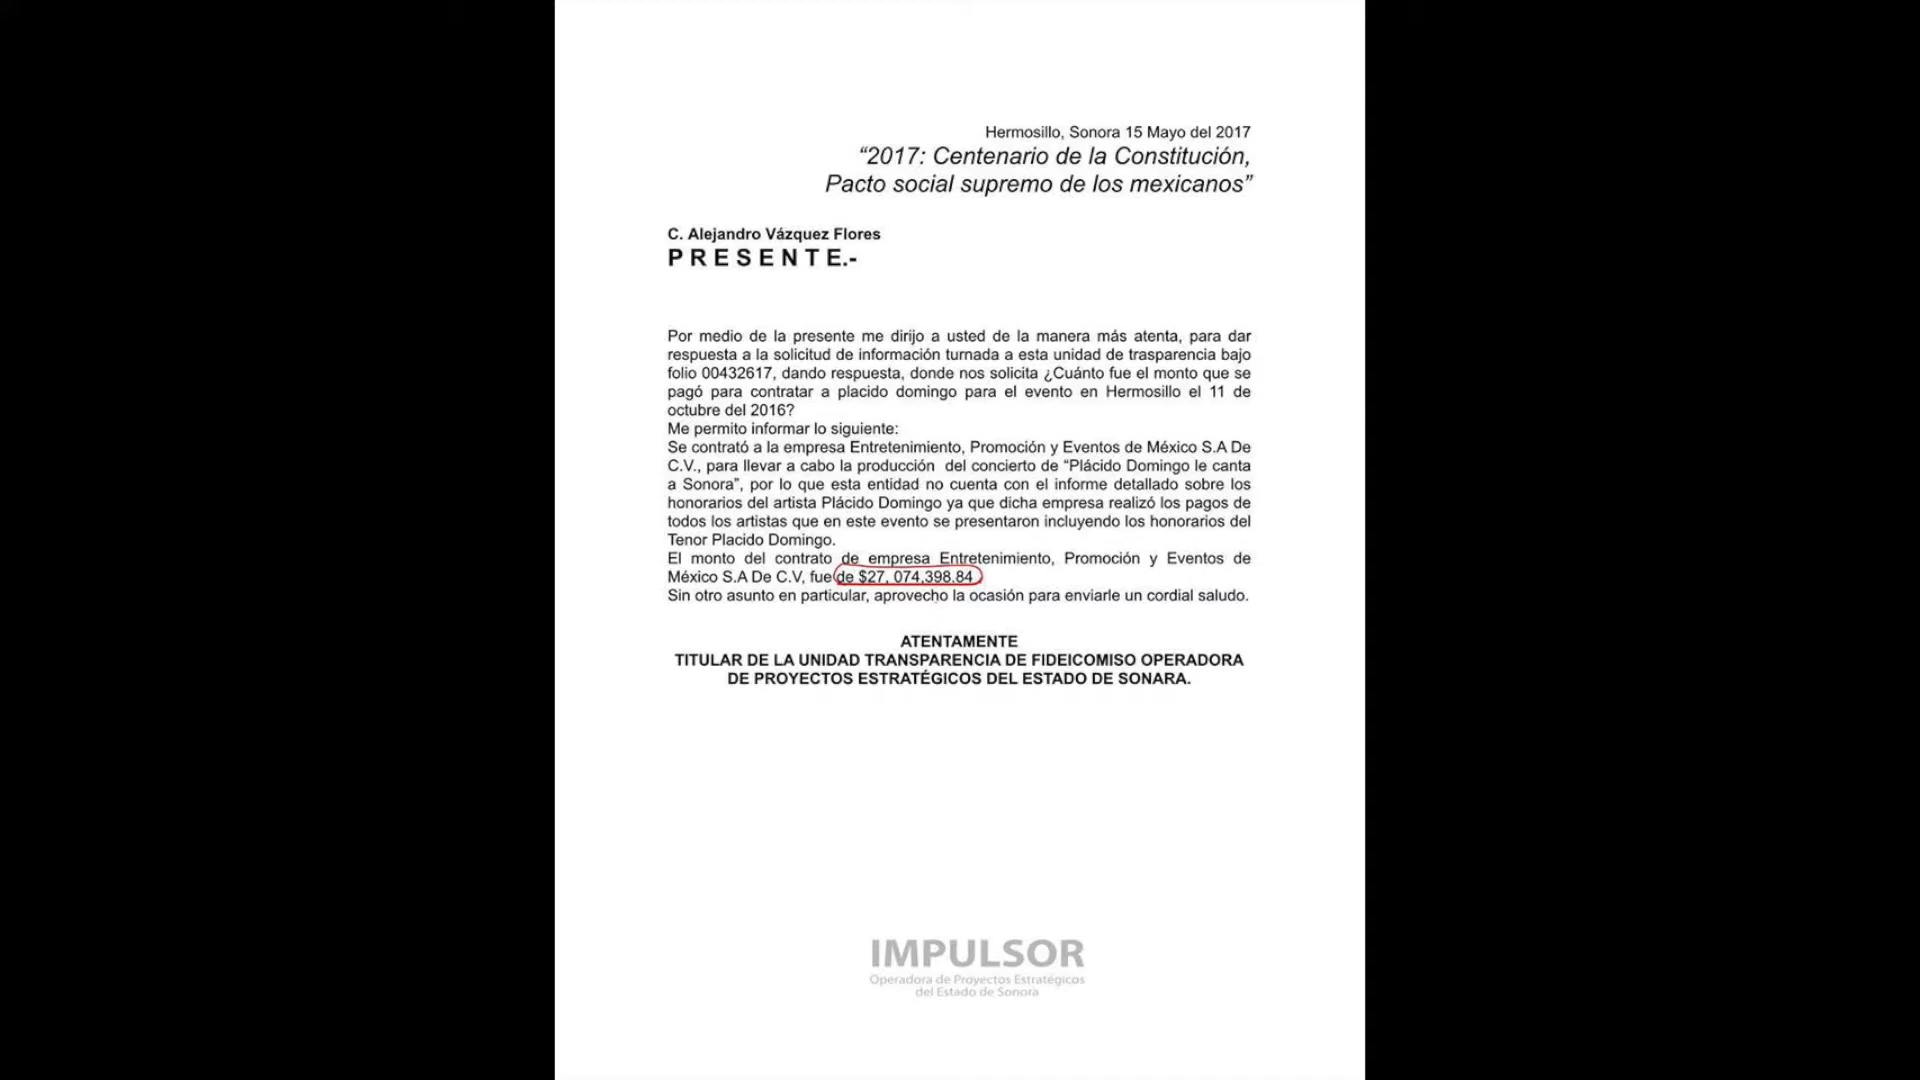 Hermosillo, Sonora 15 Mayo del 2017
“2017: Centenario de la Constitución,
Pacto social supremo de los mexicanos”
C. Alejandro Vázquez Flores
P R E S E N T E.-
Por medio de la presente me dirijo a usted de la manera más atenta, para dar
respuesta a la solicitud de información turnada a esta unidad de trasparencia bajo
folio 00432617, dando respuesta, donde nos solicita ¿Cuánto fue el monto que se
pagó para contratar a placido domingo para el evento en Hermosillo el 11 de
octubre del 2016?
Me permito informar lo siguiente:
Se contrató a la empresa Entretenimiento, Promoción y Eventos de México S.A De
C.V., para llevar a cabo la producción del concierto de “Plácido Domingo le canta
a Sonora”, por lo que esta entidad no cuenta con el informe detallado sobre los
honorarios del artista Plácido Domingo ya que dicha empresa realizó los pagos de
todos los artistas que en este evento se presentaron incluyendo los honorarios del
Tenor Placido Domingo.
El monto del contrato de empresa Entretenimiento, Promoción y Eventos de
México S.A De C.V, fue de $27, 074,398.84
Sin otro asunto en particular, aprovecho la ocasión para enviarle un cordial saludo.
ATENTAMENTE
TITULAR DE LA UNIDAD TRANSPARENCIA DE FIDEICOMISO OPERADORA
DE PROYECTOS ESTRATÉGICOS DEL ESTADO DE SONARA.
IMPULSOR
Operadora de Proyectos Estratégicos
del Estado de Sonora